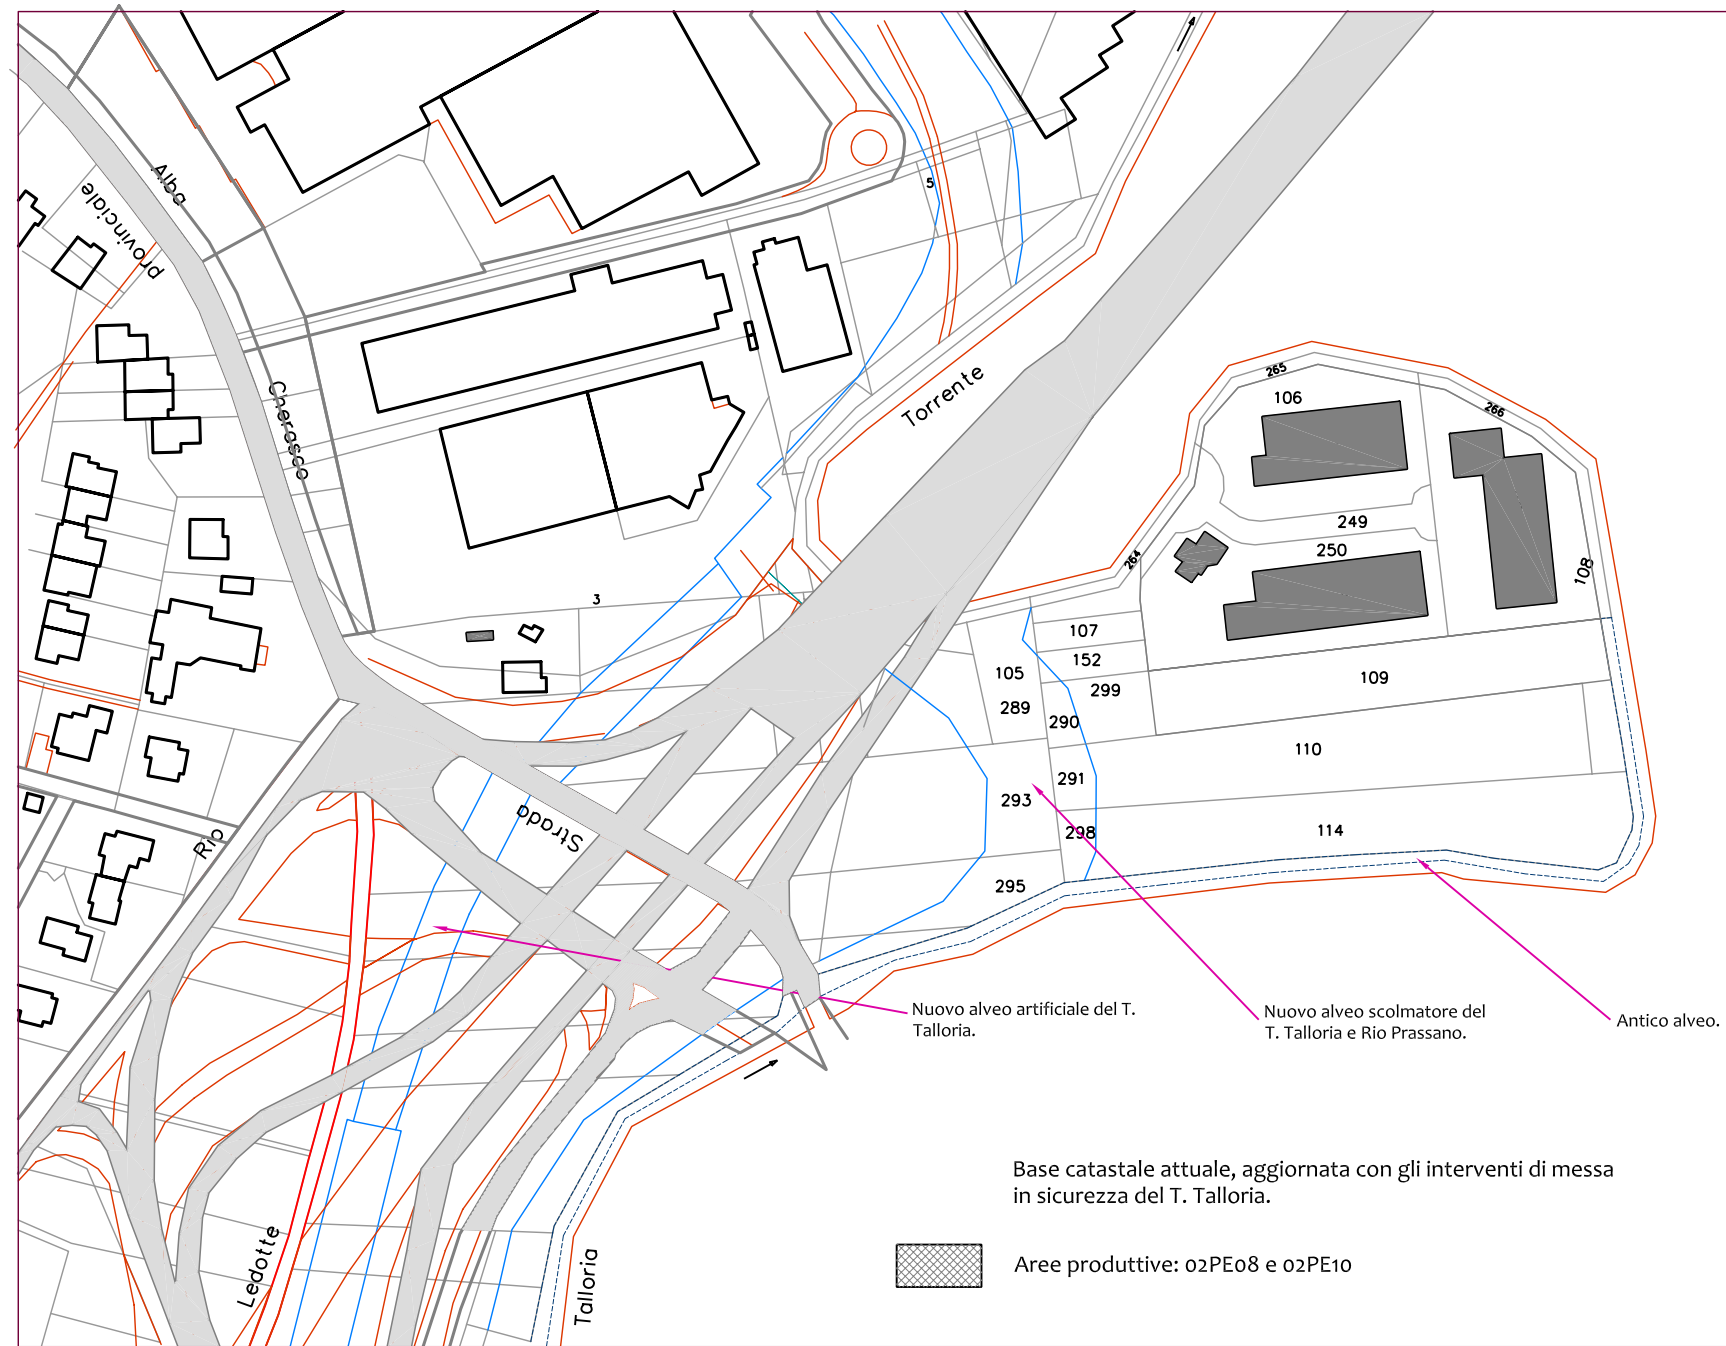 Alba
provinciale
5
Cherasco
Torrente
265
106
266
249
250
264
108
3
107
152
105
299
109
289
290
110
291
293
298
114
295
Strada
Rio
Nuovo alveo artificiale del T.
Talloria.
Nuovo alveo scolmatore del
T. Talloria e Rio Prassano.
Antico alveo.
Base catastale attuale, aggiornata con gli interventi di messa
in sicurezza del T. Talloria.
Aree produttive: 02PE08 e 02PE10
Ledotte
Talloria